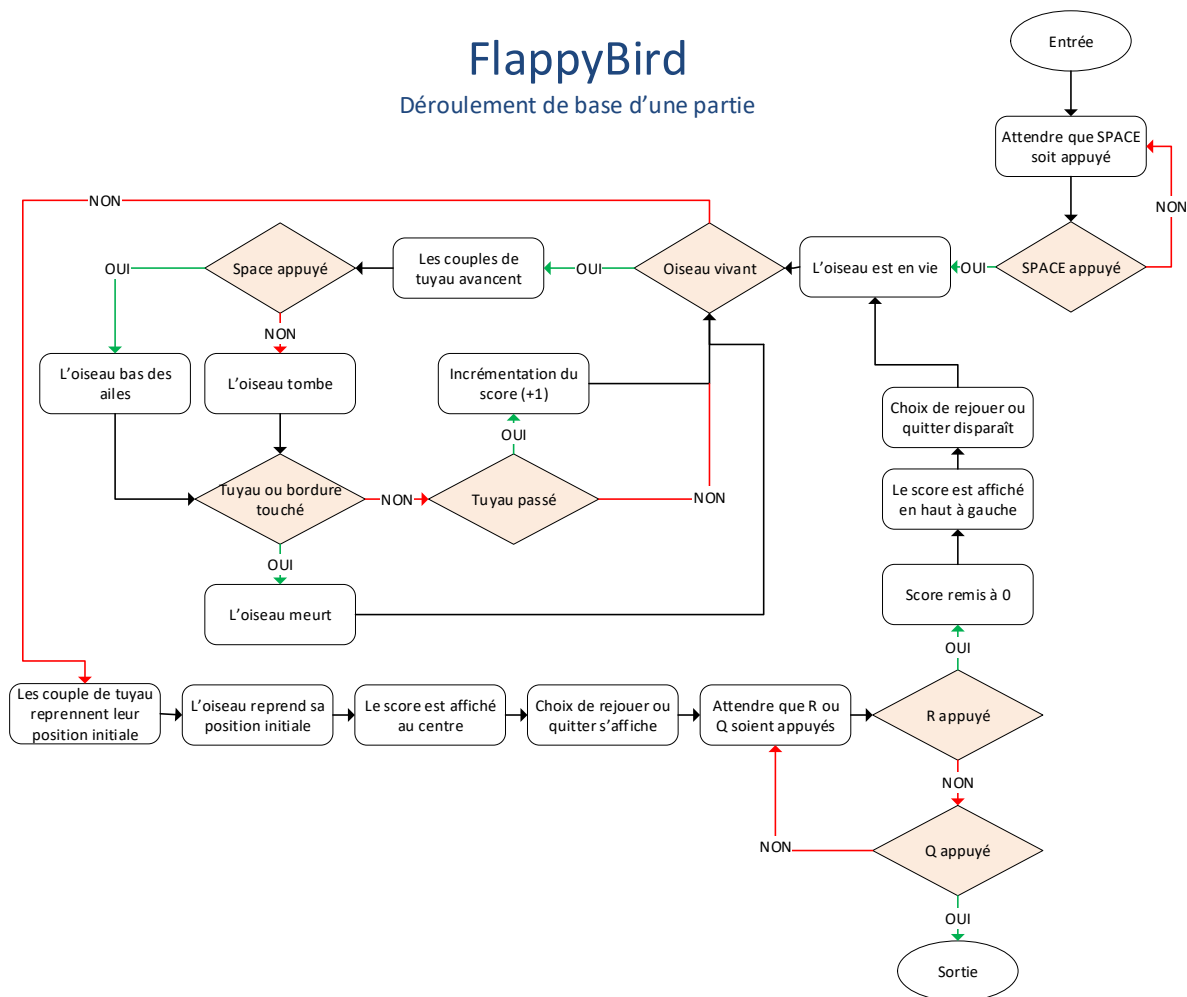 FlappyBird
Déroulement de base d'une partie
Entrée
Attendre que SPACE
soit appuyé
NON
SPACE appuyé
OUI
L'oiseau est en vie
Oiseau vivant
NON
OUI
Les couples de
tuyau avancent
Space appuyé
OUI
NON
L'oiseau bas des
ailes
L'oiseau tombe
Incrémentation du
score (+1)
OUI
Tuyau ou bordure
touché
NON
Tuyau passé
NON
OUI
L'oiseau meurt
Choix de rejouer ou
quitter disparaît
Le score est affiché
en haut à gauche
Score remis à 0
OUI
Les couple de tuyau
reprennent leur
position initiale
L'oiseau reprend sa
position initiale
Le score est affiché
au centre
Choix de rejouer ou
quitter s'affiche
Attendre que R ou
Q soient appuyés
R appuyé
NON
NON
Q appuyé
OUI
Sortie